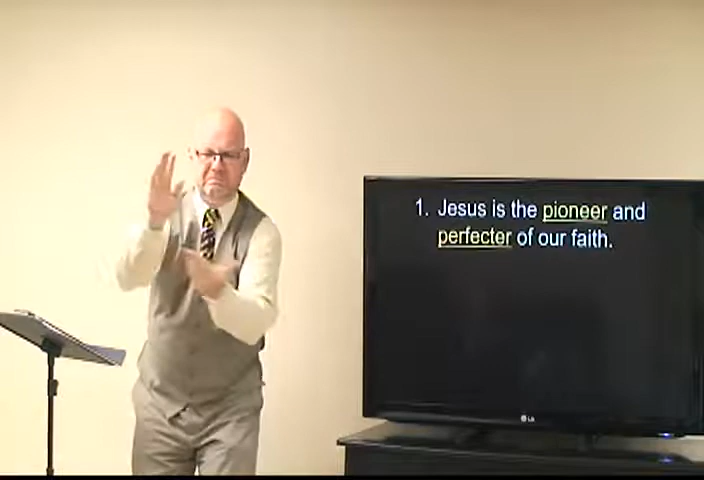 1. Jesus is the pioneer and
perfecter of our faith.
LG